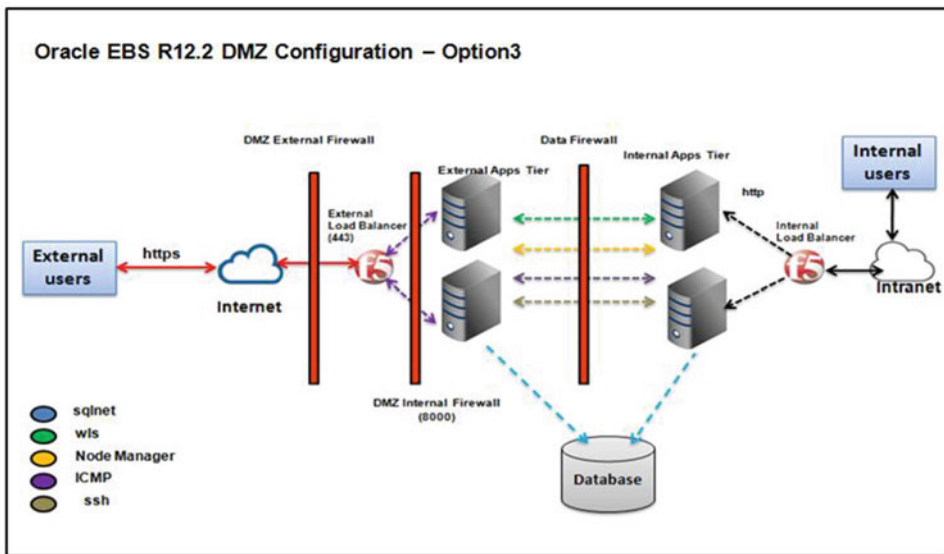 Oracle EBS R12.2 DMZ Configuration – Option3
DMZ External Firewall
Data Firewall
External Apps Tier
Internal Apps Tier
Internal
users
http
External
Load Balancer
(443)
Internal
Load Balancer
External
users
https
f5
f5
Internet
Intranet
DMZ Internal Firewall
(8000)
sqlnet
wls
Node Manager
ICMP
ssh
Database